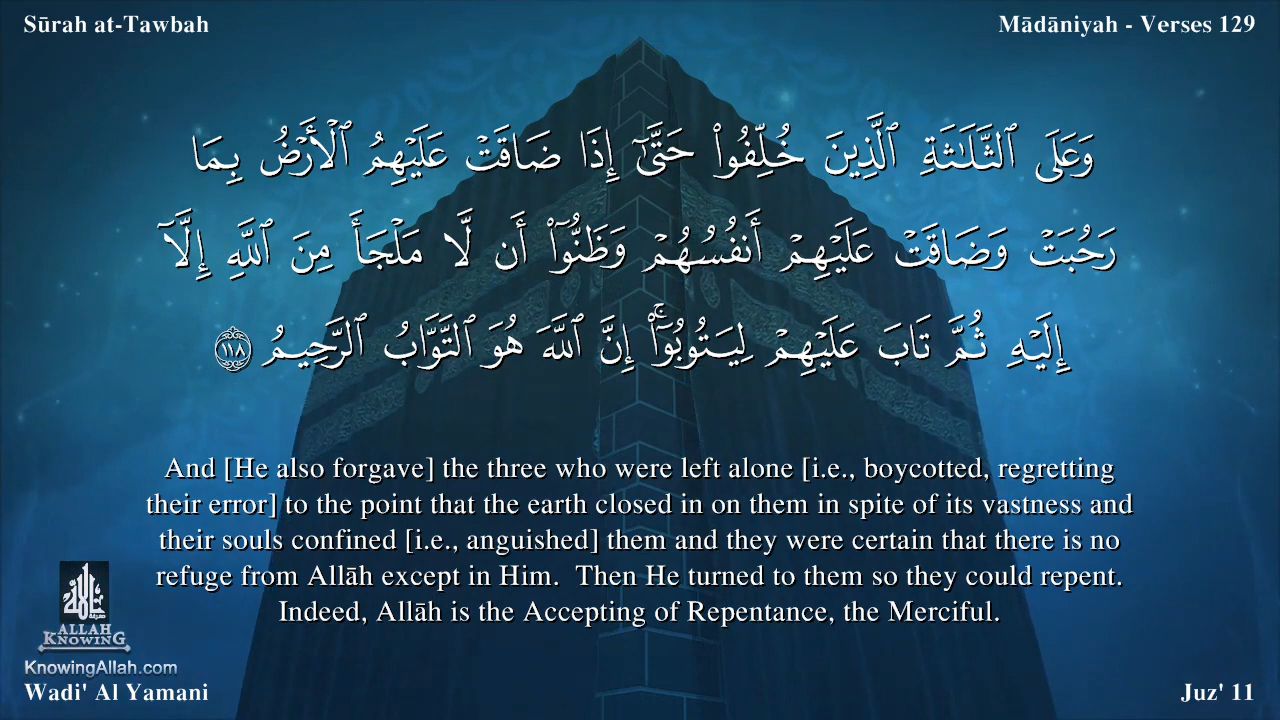 Sūrah at-Tawbah
Mādāniyah - Verses 129
وَعَلَى ٱلثَّلَـٰثَةِ ٱلَّذِينَ خُلِّفُوا۟ حَتَّىٰٓ إِذَا ضَاقَتْ عَلَيْهِمُ ٱلْأَرْضُ بِمَا
رَحُبَتْ وَضَاقَتْ عَلَيْهِمْ أَنفُسُهُمْ وَظَنُّوٓا۟ أَن لَّا مَلْجَأَ مِنَ ٱللَّهِ إِلَّآ
إِلَيْهِ ثُمَّ تَابَ عَلَيْهِمْ لِيَتُوبُوٓا۟ ۚ إِنَّ ٱللَّهَ هُوَ ٱلتَّوَّابُ ٱلرَّحِيمُ ١١٨
And [He also forgave] the three who were left alone [i.e., boycotted, regretting
their error] to the point that the earth closed in on them in spite of its vastness and
their souls confined [i.e., anguished] them and they were certain that there is no
refuge from Allāh except in Him. Then He turned to them so they could repent.
Indeed, Allāh is the Accepting of Repentance, the Merciful.
ALLAH
KNOWING
KnowingAllah.com
Wadi' Al Yamani
Juz' 11